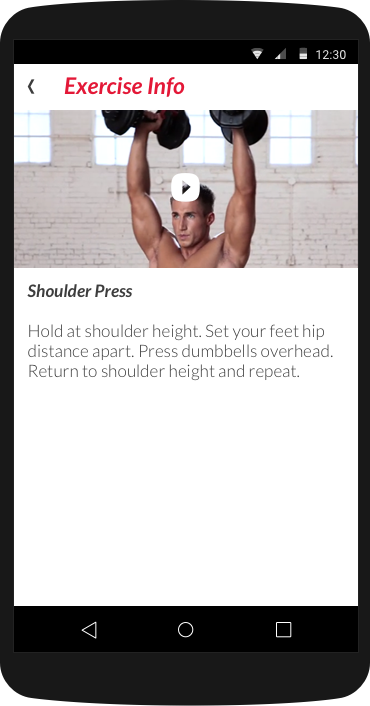 12:30
Exercise Info
Shoulder Press
Hold at shoulder height. Set your feet hip
distance apart. Press dumbbells overhead.
Return to shoulder height and repeat.